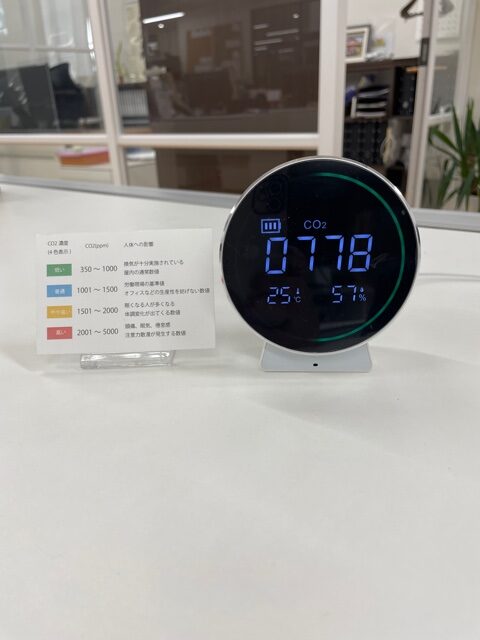 CO2 濃度
(4 色表示)
CO2(ppm)
人体への影響
低い
350 ～ 1000
換気が十分実施されている
屋内の通常数値
普通
1001 ～ 1500
労働現場の基準値
オフィスなどの生産性を妨げない数値
やや高い
1501 ～ 2000
眠くなる人が多くなる
体調変化が出てくる数値
高い
2001 ～ 5000
頭痛、眠気、倦怠感
注意力散漫が発生する数値
CO2
0778
25℃
57%